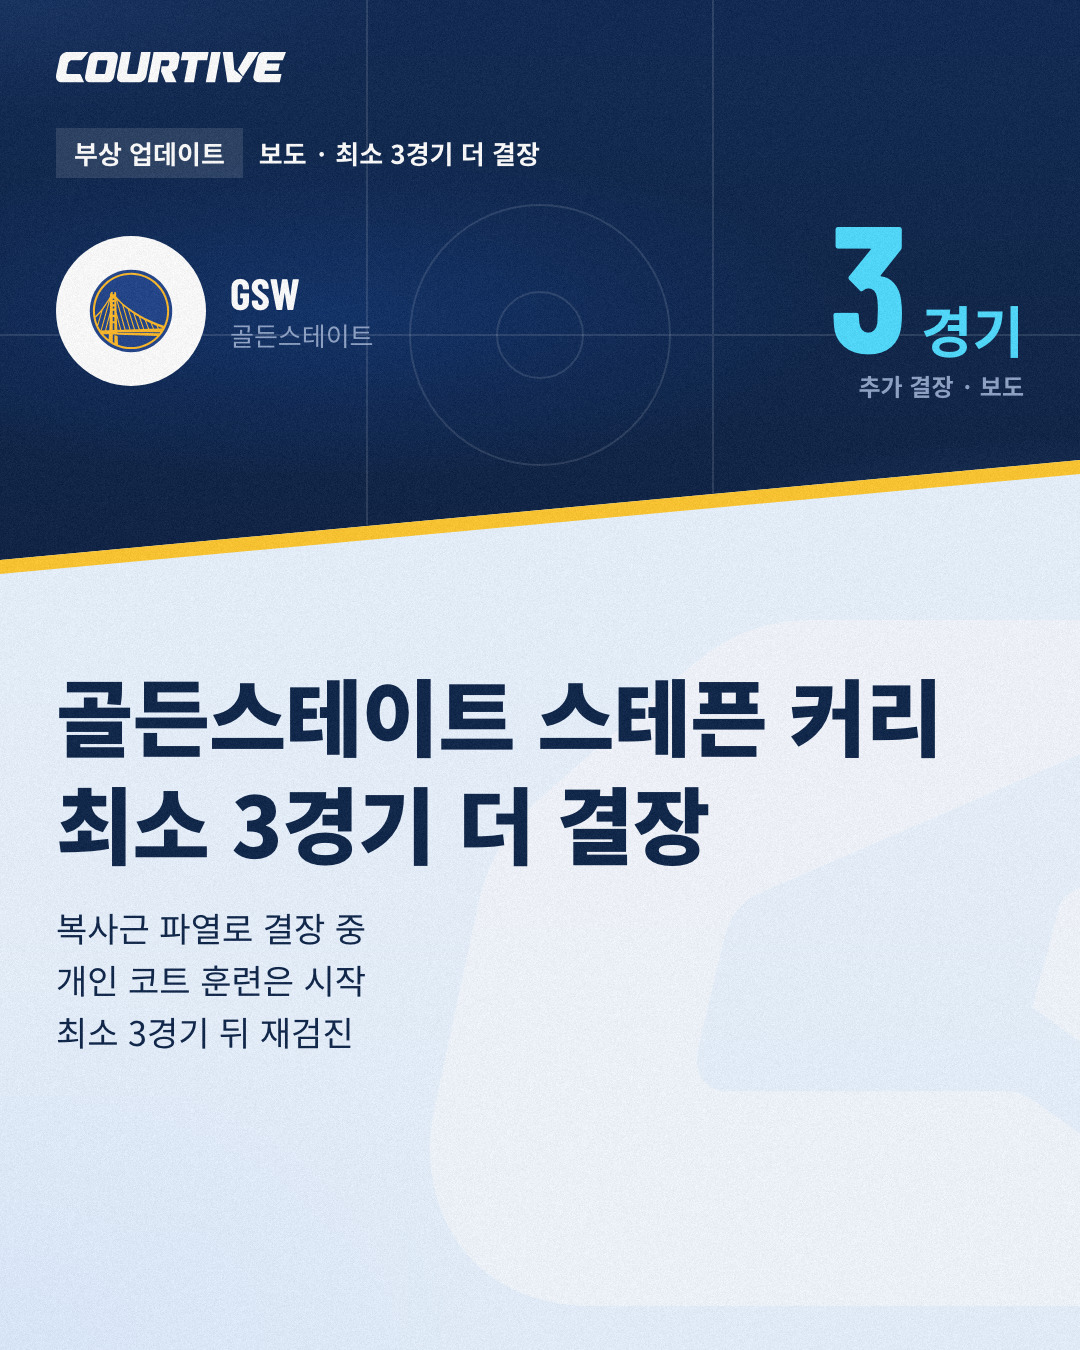 COURTIVE
부상 업데이트 보도 · 최소 3경기 더 결장
GSW
골든스테이트
3 경기
추가 결장 · 보도
골든스테이트 스테픈 커리
최소 3경기 더 결장
복사근 파열로 결장 중
개인 코트 훈련은 시작
최소 3경기 뒤 재검진